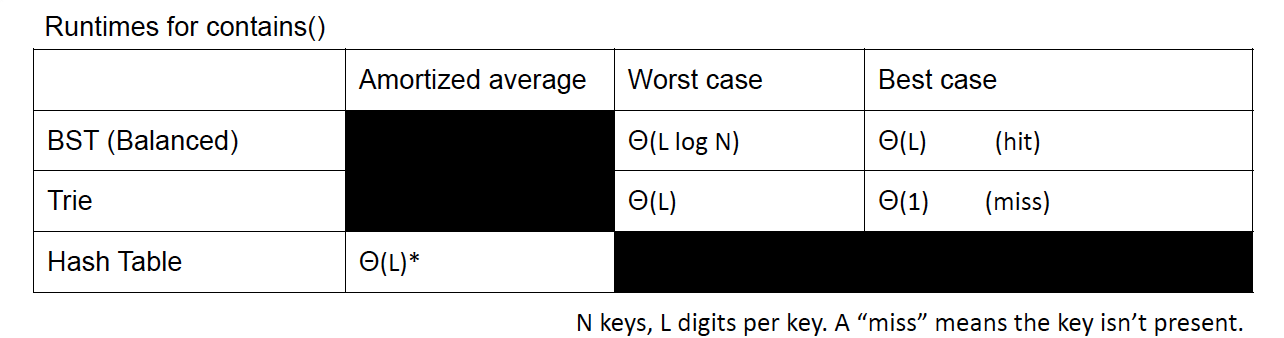 Runtimes for contains()
Amortized average Worst case Best case
BST (Balanced) Θ(L log N) Θ(L) (hit)
Trie Θ(L) Θ(1) (miss)
Hash Table Θ(L)*
N keys, L digits per key. A “miss” means the key isn’t present.